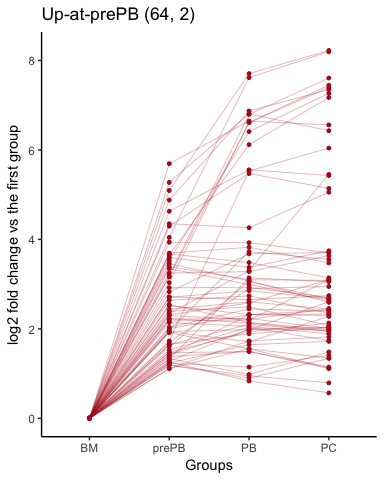 Up-at-prePB (64, 2)
log2 fold change vs the first group
8
6
4
2
0
BM prePB PB PC
Groups